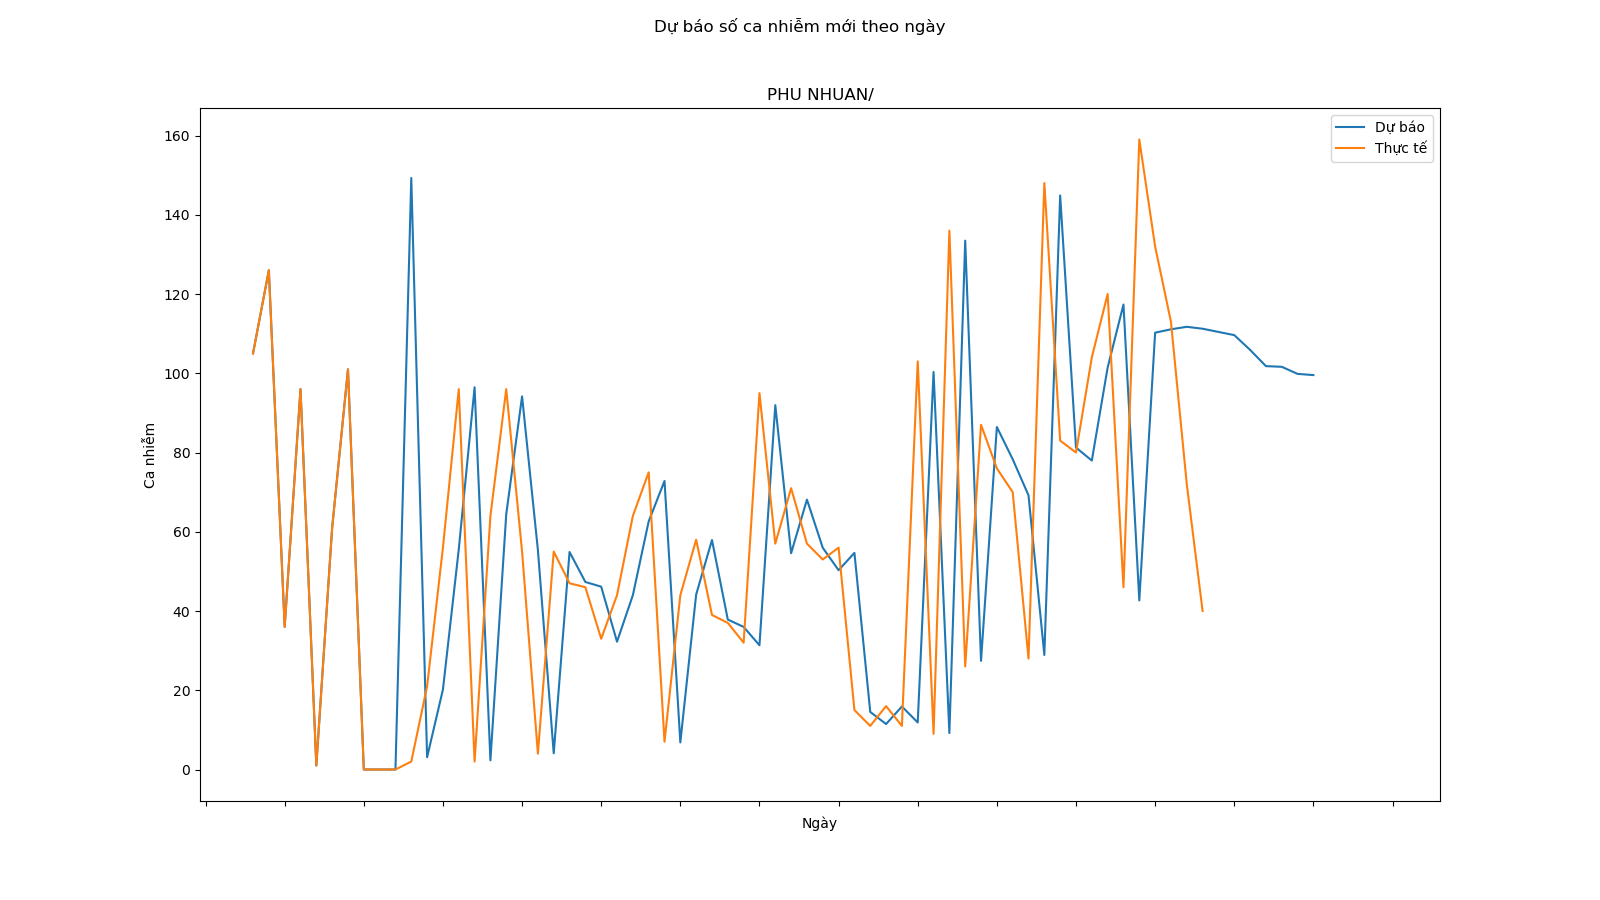 Dự báo số ca nhiễm mới theo ngày
PHU NHUAN/
Dự báo
Thực tế
160
140
120
100
80
60
40
20
0
Ca nhiễm
Ngày